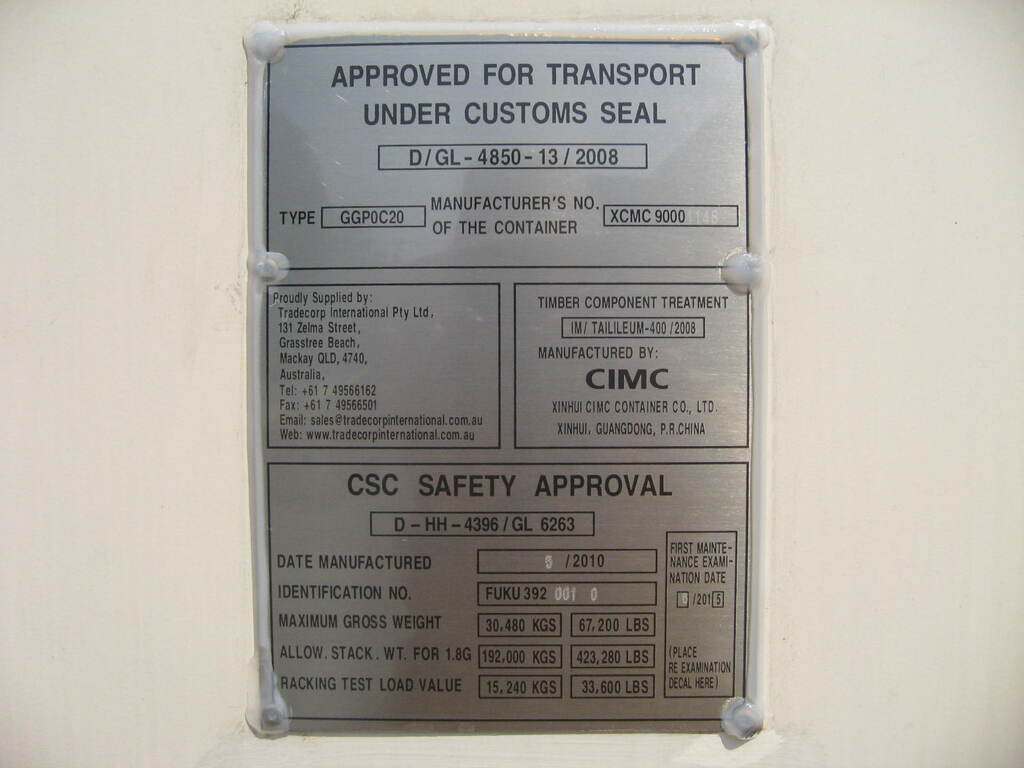 APPROVED FOR TRANSPORT
UNDER CUSTOMS SEAL
D/GL-4850-13/2008
TYPE GGP0C20 MANUFACTURER'S NO. OF THE CONTAINER XCMC 9000
Proudly Supplied by:
Tradecorp International Pty Ltd,
131 Zelma Street,
Grasstree Beach,
Mackay QLD, 4740,
Australia,
Tel: +61 7 49566162
Fax: +61 7 49566501
Email: sales@tradecorpinternational.com.au
Web: www.tradecorpinternational.com.au
TIMBER COMPONENT TREATMENT
IM/TAILILEUM-400/2008
MANUFACTURED BY:
CIMC
XINHUI CIMC CONTAINER CO., LTD.
XINHUI, GUANGDONG, P.R.CHINA
CSC SAFETY APPROVAL
D-HH-4396/GL 6263
DATE MANUFACTURED /2010
IDENTIFICATION NO. FUKU 392 001 0
MAXIMUM GROSS WEIGHT 30,480 KGS 67,200 LBS
ALLOW. STACK. WT. FOR 1.8G 192,000 KGS 423,280 LBS
RACKING TEST LOAD VALUE 15,240 KGS 33,600 LBS
FIRST MAINTE-
NANCE EXAMI-
NATION DATE
/2015
(PLACE
RE EXAMINATION
DECAL HERE)